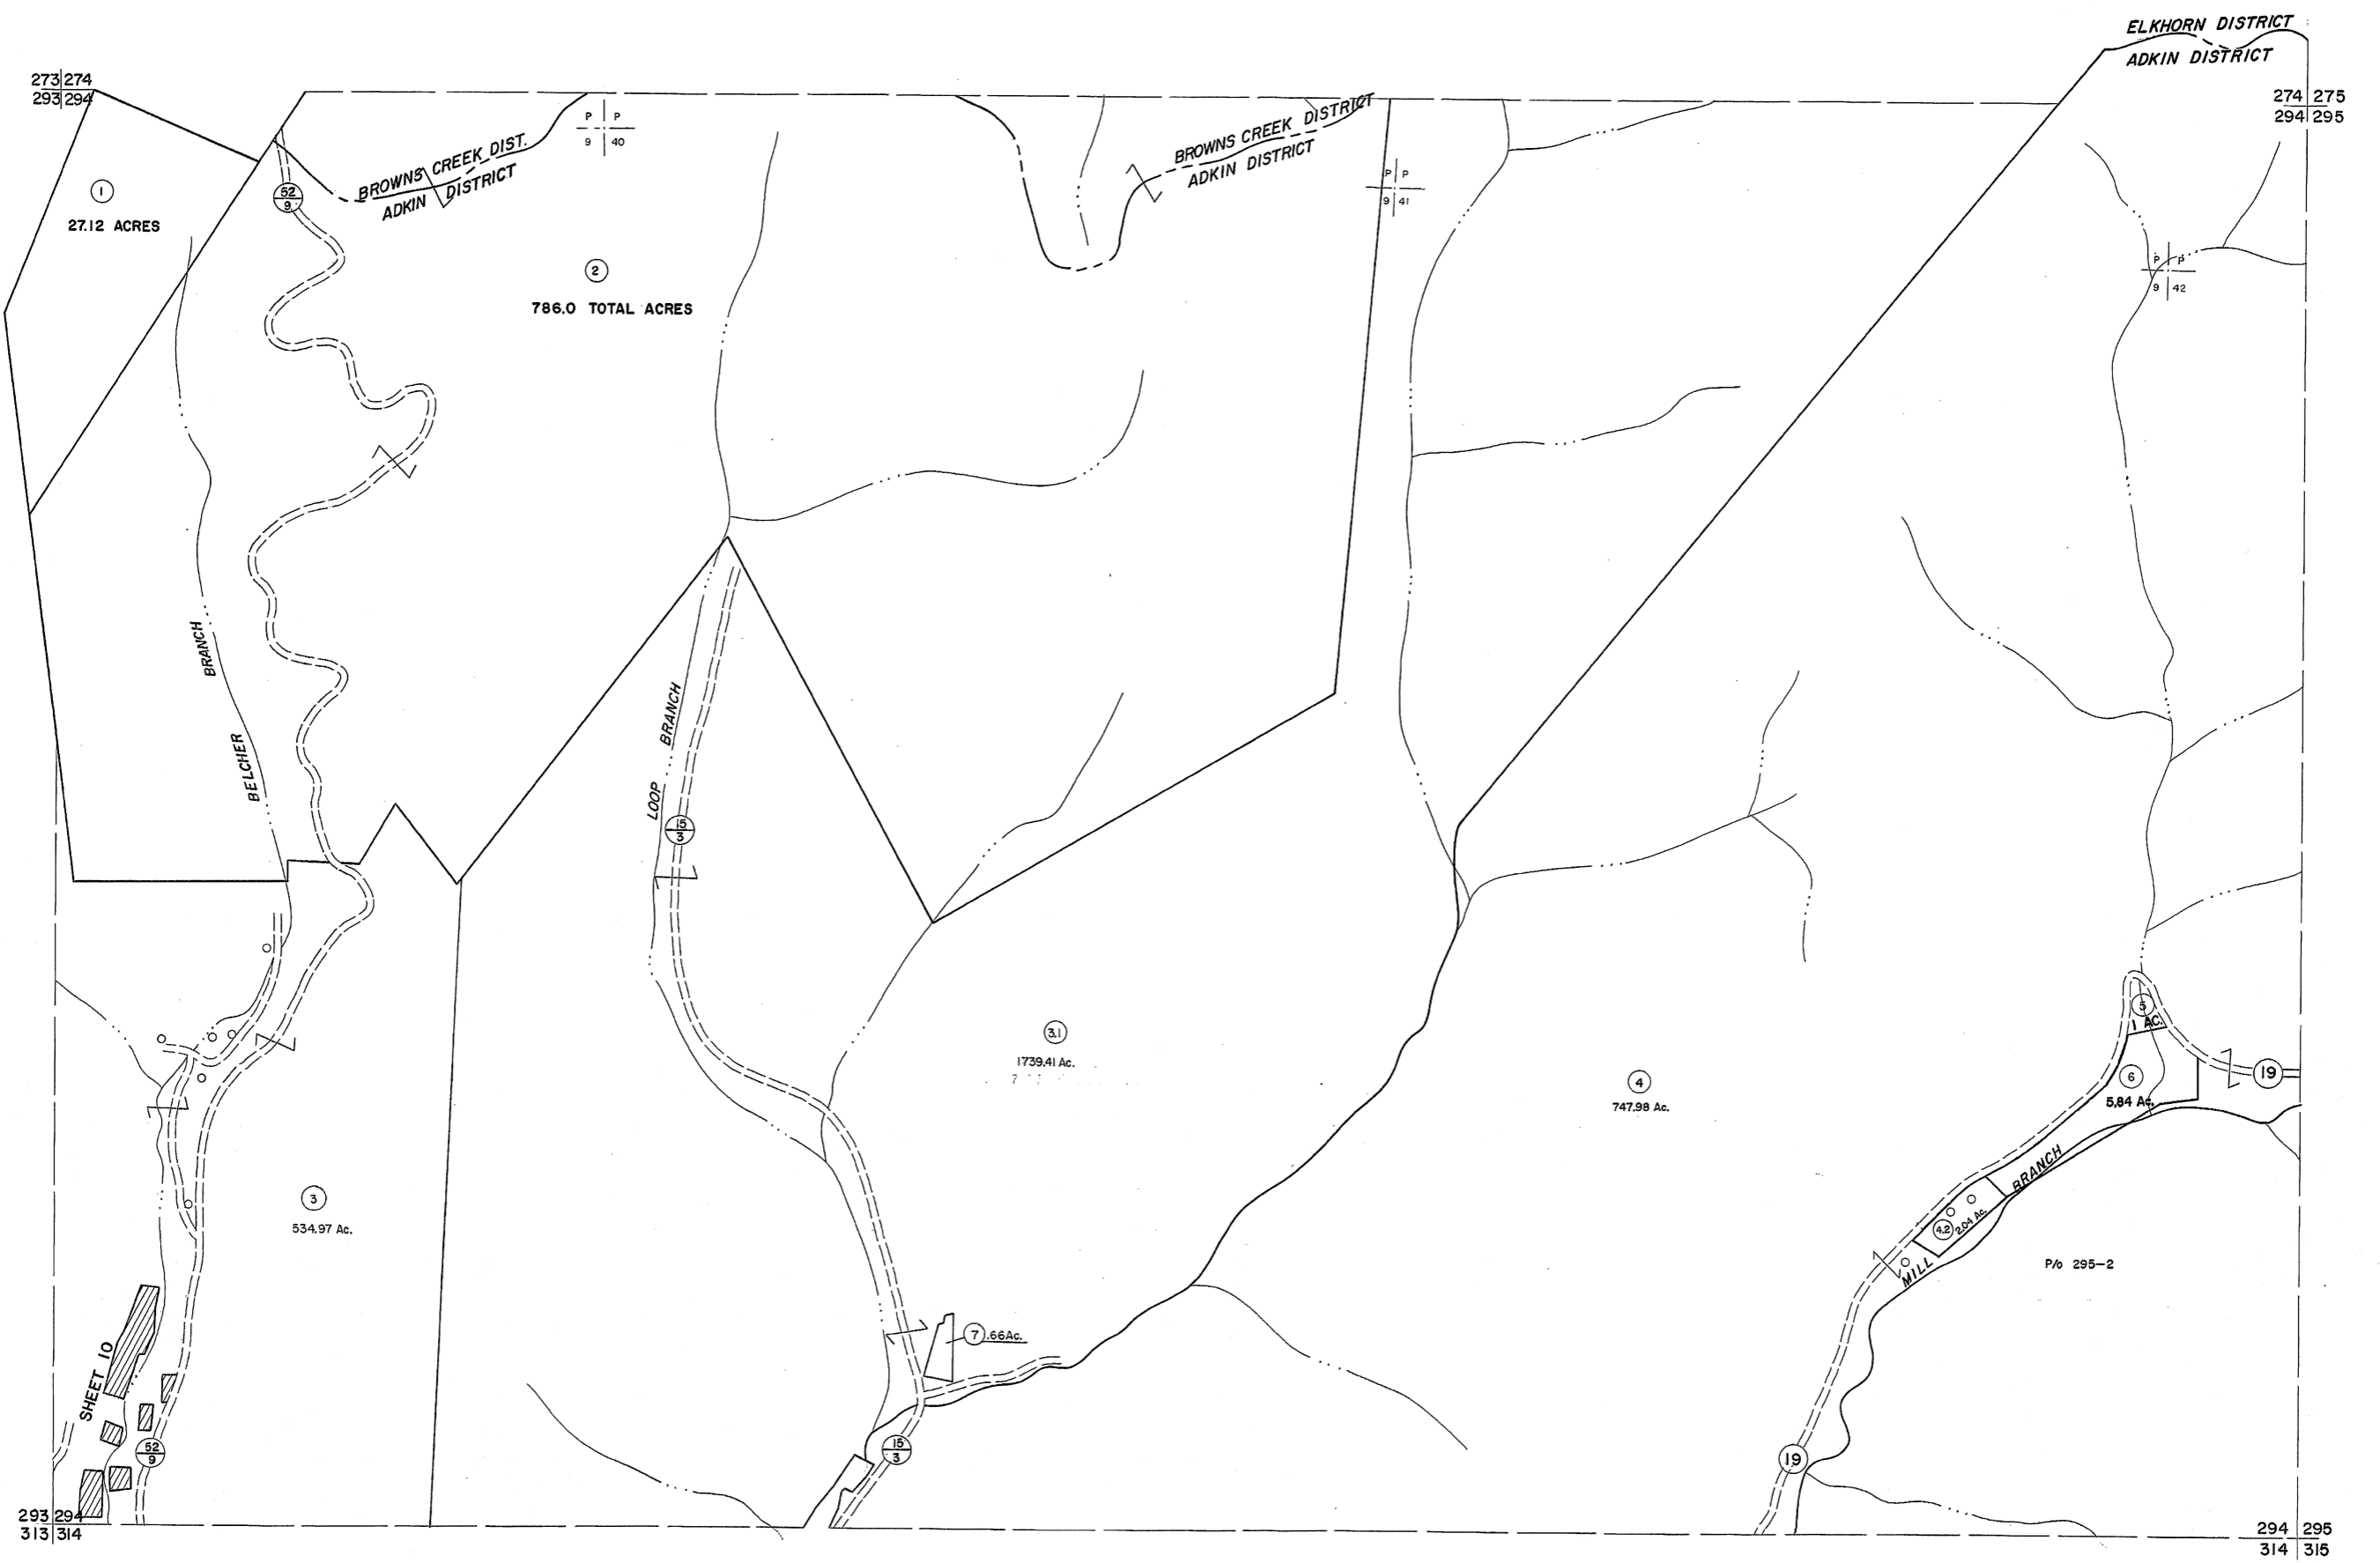 ELKHORN DISTRICT
ADKIN DISTRICT
273 274
293 294
274 275
294 295
P P
9 40
BROWNS CREEK DIST.
ADKIN DISTRICT
BROWNS CREEK DISTRICT
ADKIN DISTRICT
P P
9 41
1
27.12 ACRES
52
9
2
786.0 TOTAL ACRES
P P
9 42
BELCHER BRANCH
LOOP BRANCH
15
3
3.1
1739.41 Ac.
4
747.98 Ac.
5
1 AC.
6
5.84 Ac.
19
3
534.97 Ac.
MILL BRANCH
4.2
2.04 Ac.
P/o 295-2
7
.66Ac.
SHEET 10
52
9
15
3
19
293 294
313 314
294 295
314 315